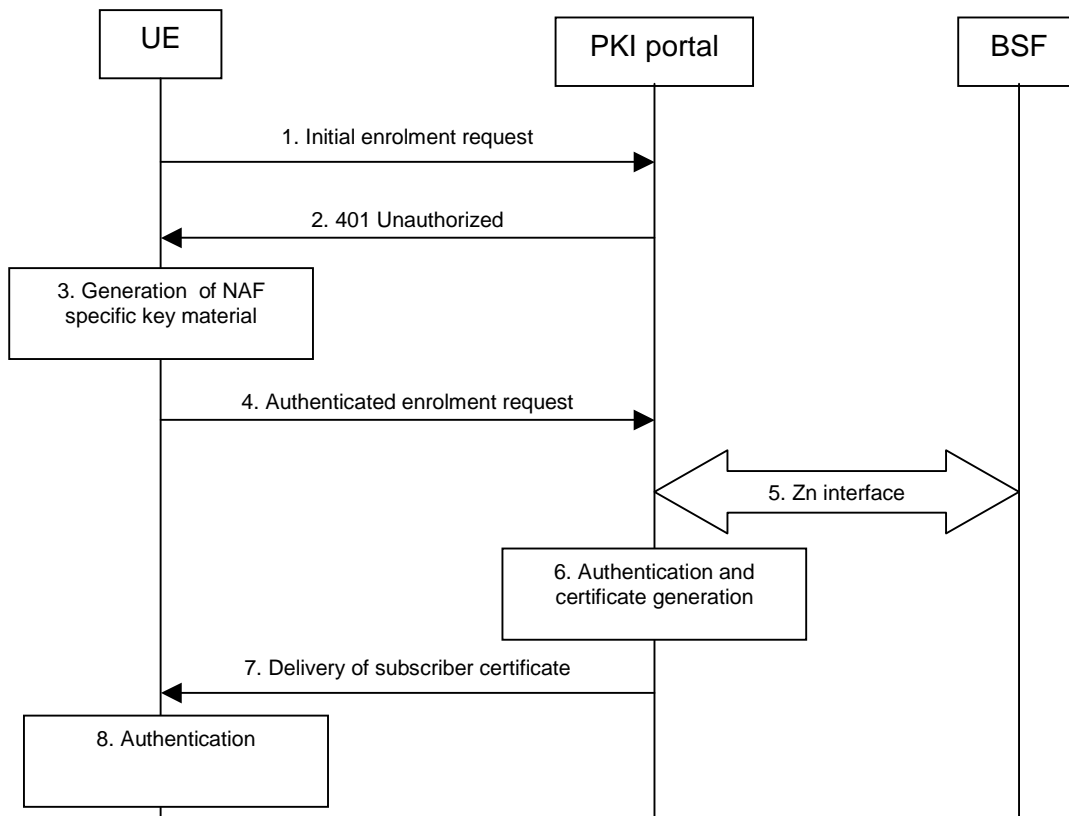 UE
PKI portal
BSF
1. Initial enrolment request
2. 401 Unauthorized
3. Generation of NAF
specific key material
4. Authenticated enrolment request
5. Zn interface
6. Authentication and
certificate generation
7. Delivery of subscriber certificate
8. Authentication